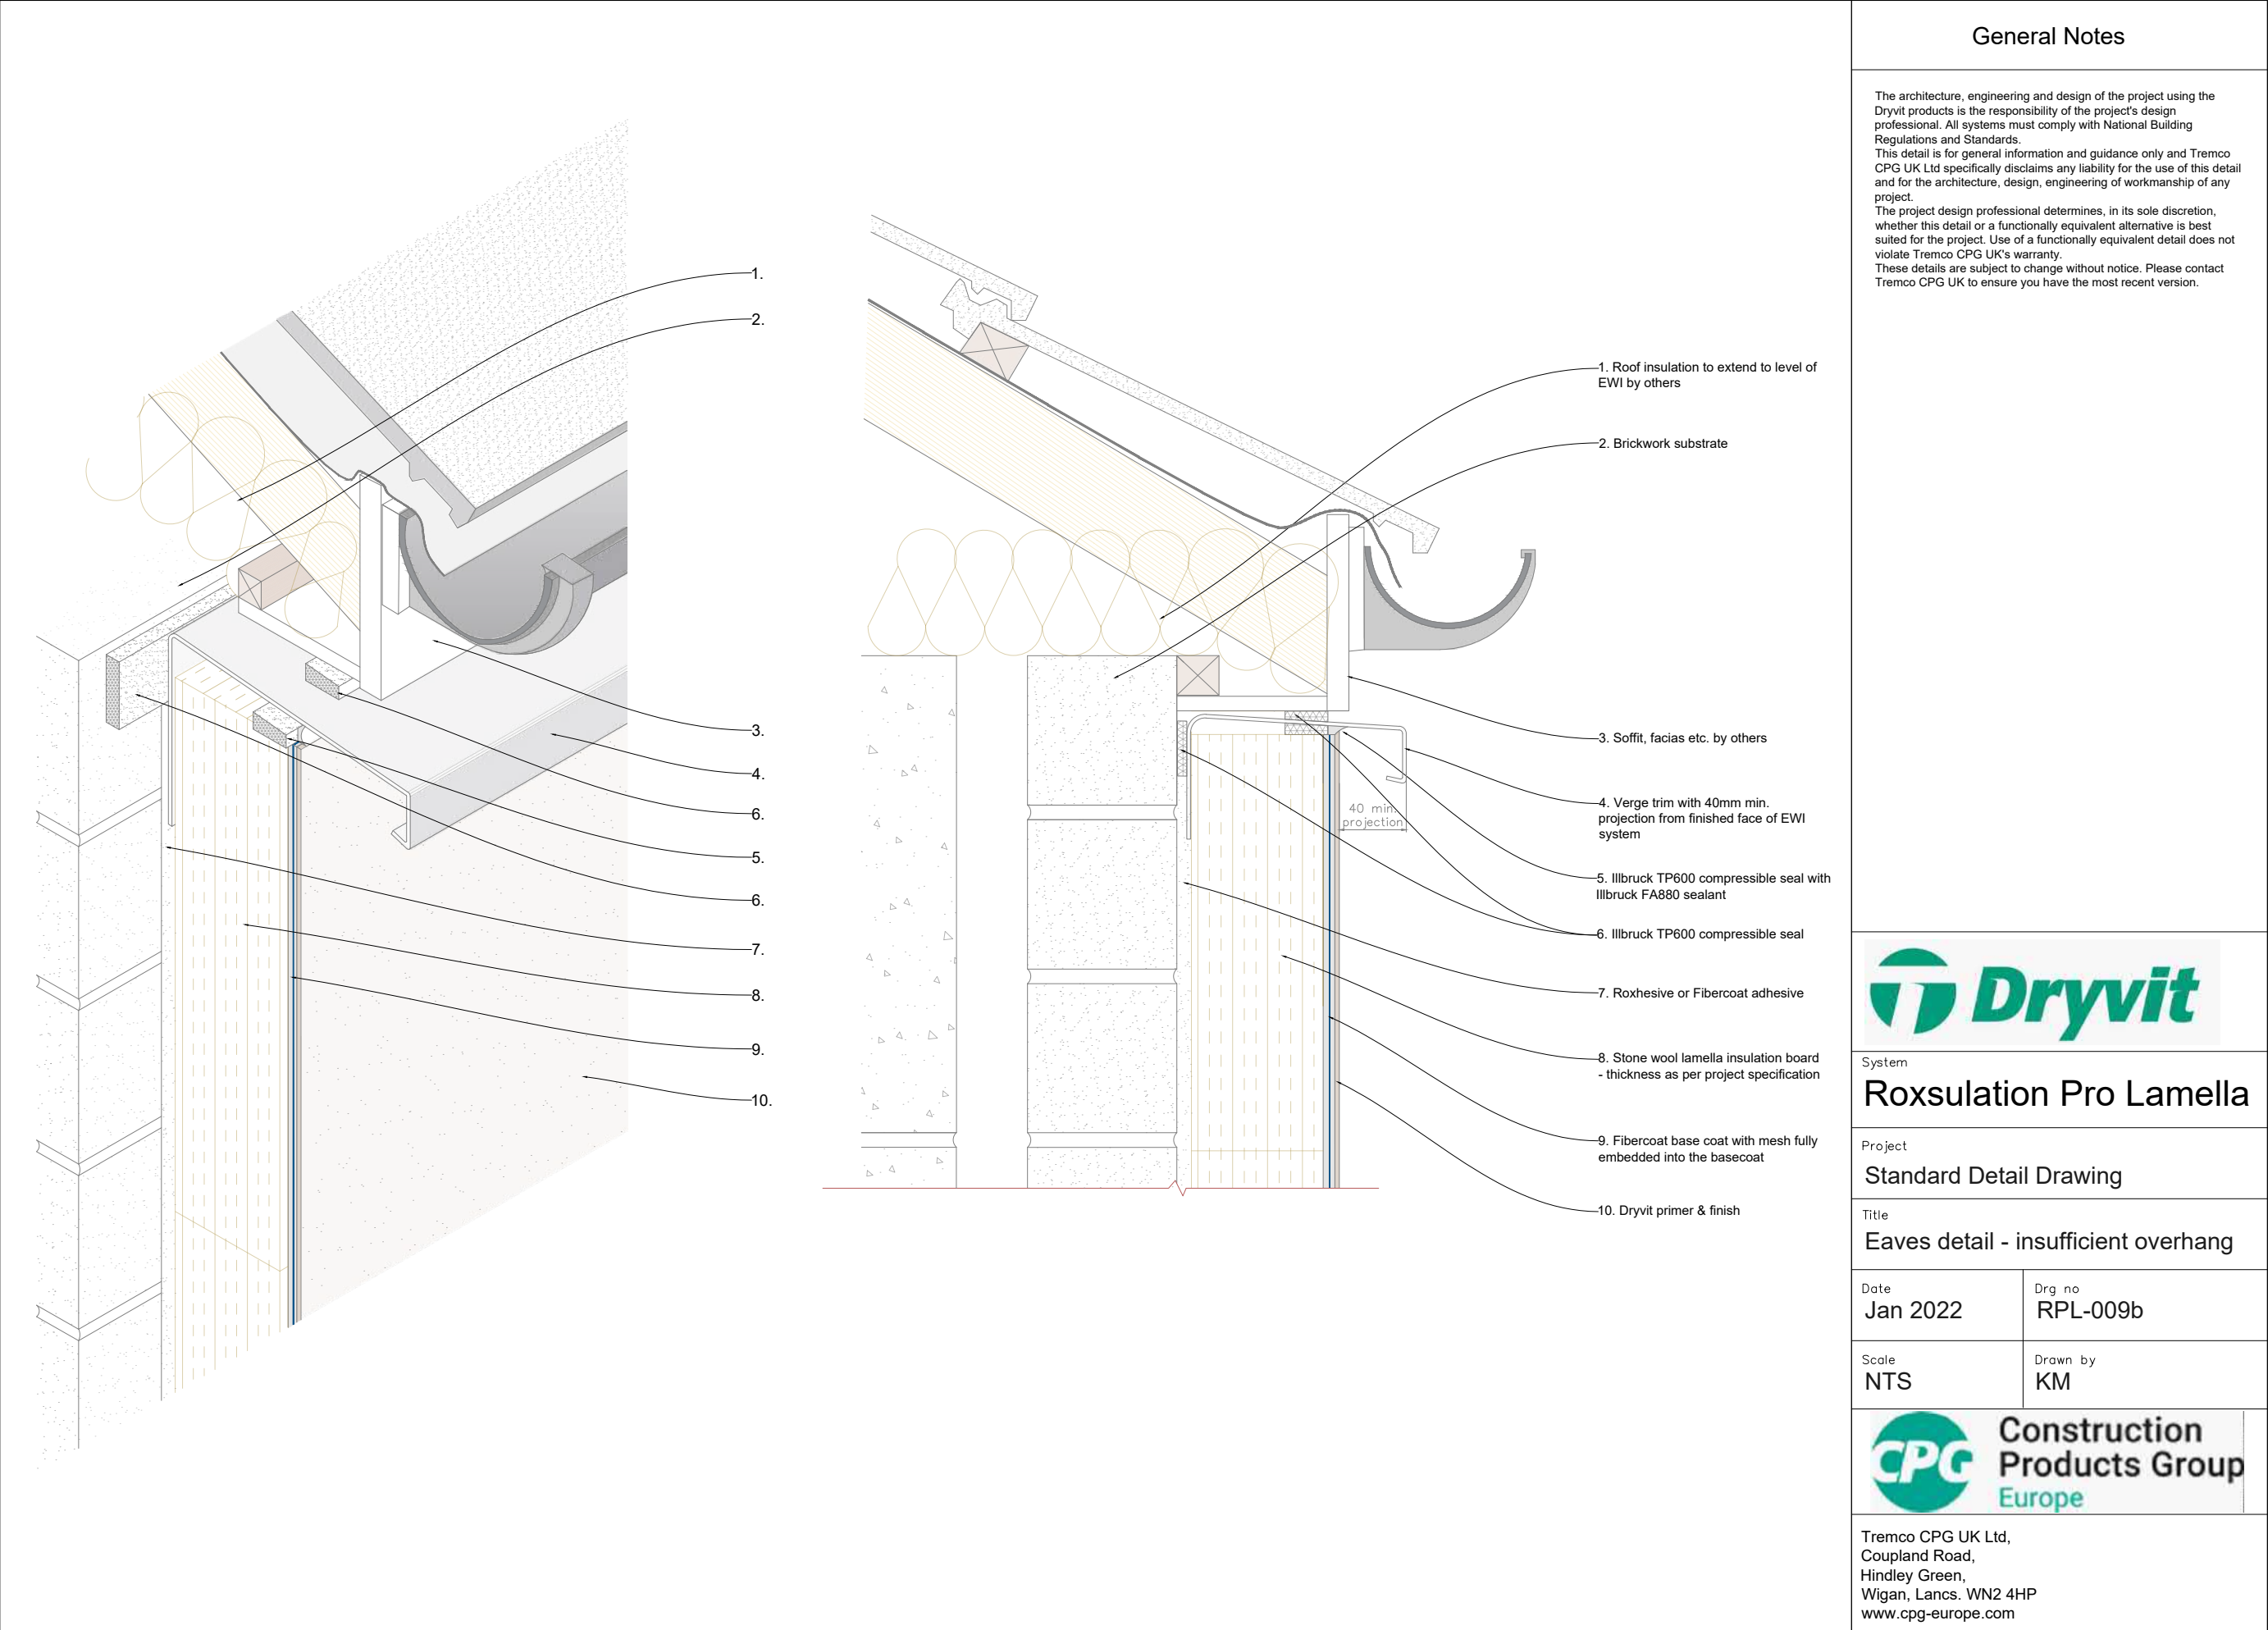 1.
2.
3.
4.
6.
5.
6.
7.
8.
9.
10.
1. Roof insulation to extend to level of
EWI by others
2. Brickwork substrate
3. Soffit, facias etc. by others
4. Verge trim with 40mm min.
projection from finished face of EWI
system
40 min
projection
5. Illbruck TP600 compressible seal with
Illbruck FA880 sealant
6. Illbruck TP600 compressible seal
7. Roxhesive or Fibercoat adhesive
8. Stone wool lamella insulation board
- thickness as per project specification
9. Fibercoat base coat with mesh fully
embedded into the basecoat
10. Dryvit primer & finish
General Notes
The architecture, engineering and design of the project using the
Dryvit products is the responsibility of the project's design
professional. All systems must comply with National Building
Regulations and Standards.
This detail is for general information and guidance only and Tremco
CPG UK Ltd specifically disclaims any liability for the use of this detail
and for the architecture, design, engineering of workmanship of any
project.
The project design professional determines, in its sole discretion,
whether this detail or a functionally equivalent alternative is best
suited for the project. Use of a functionally equivalent detail does not
violate Tremco CPG UK's warranty.
These details are subject to change without notice. Please contact
Tremco CPG UK to ensure you have the most recent version.
Dryvit
System
Roxsulation Pro Lamella
Project
Standard Detail Drawing
Title
Eaves detail - insufficient overhang
Date
Jan 2022
Drg no
RPL-009b
Scale
NTS
Drawn by
KM
CPG
Construction
Products Group
Europe
Tremco CPG UK Ltd,
Coupland Road,
Hindley Green,
Wigan, Lancs. WN2 4HP
www.cpg-europe.com